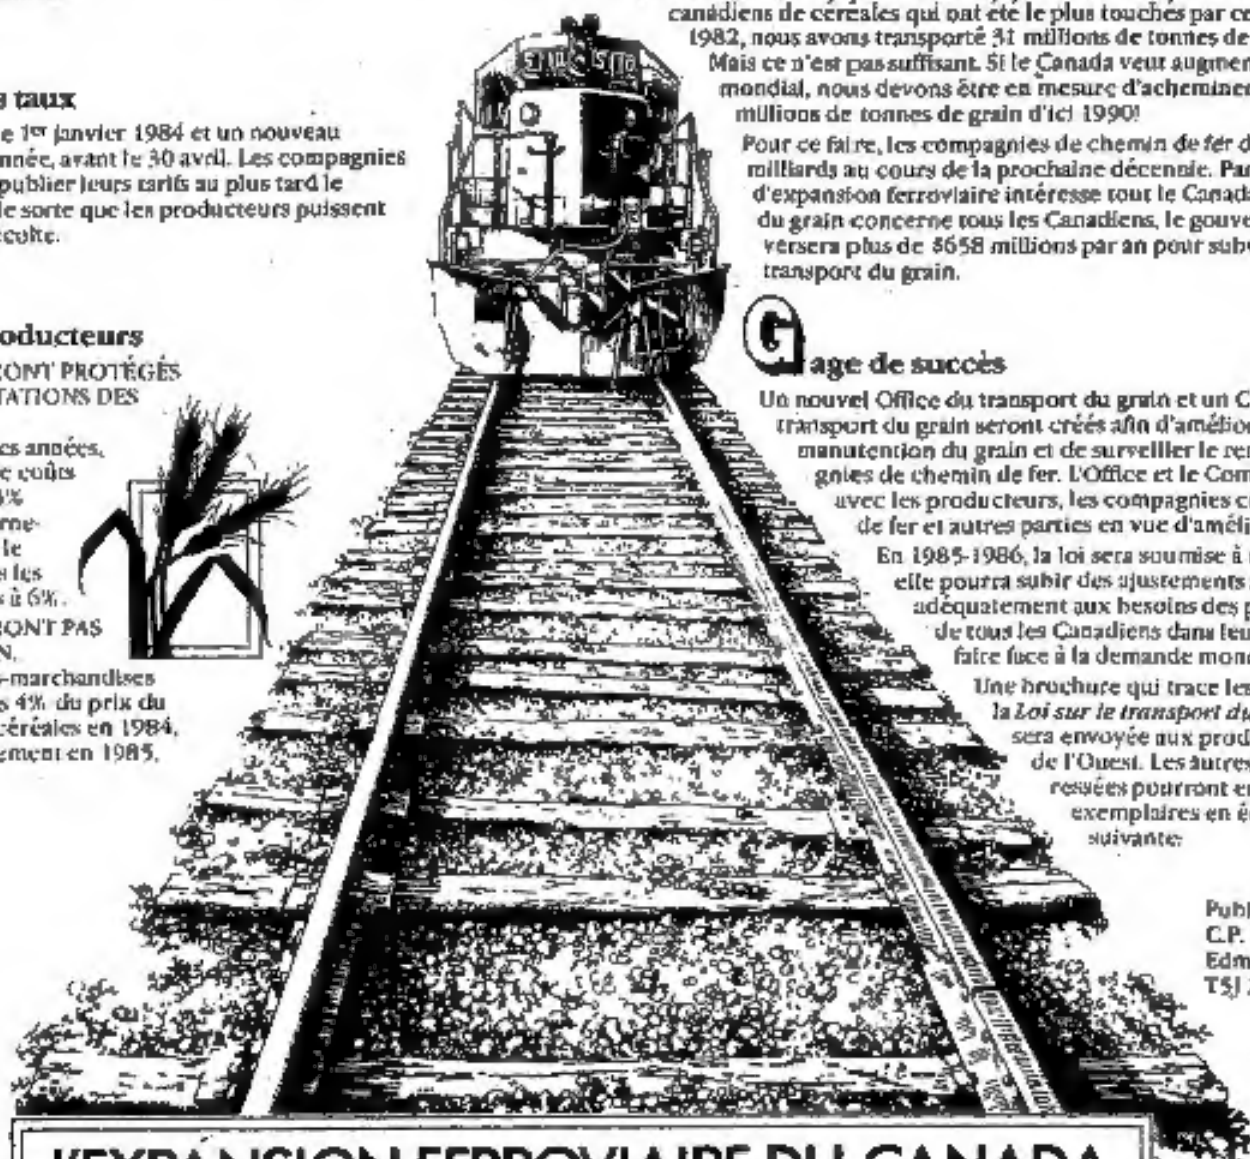 s taux
e 1er janvier 1984 et un nouveau
nnée, avant le 30 avril. Les compagnies
publier leurs tarifs au plus tard le
le sorte que les producteurs puissent
colte.
oducteurs
ONT PROTÉGÉS
TATIONS DES
es années,
e coûts
%
me-
le
s les
s à 6%.
RONT PAS
N.
s-marchandises
s 4% du prix du
céréales en 1984,
ement en 1985.
canadiens de céréales qui ont été le plus touchés par ce
1982, nous avons transporté 31 millions de tonnes de
Mais ce n'est pas suffisant. Si le Canada veut augmen
mondial, nous devons être en mesure d'acheminer
millions de tonnes de grain d'ici 1990!
Pour ce faire, les compagnies de chemin de fer d
milliards au cours de la prochaine décennie. Par
d'expansion ferroviaire intéresse tout le Canad
du grain concerne tous les Canadiens, le gouve
versera plus de $658 millions par an pour subv
transport du grain.
Gage de succès
Un nouvel Office du transport du grain et un C
transport du grain seront créés afin d'amélior
manutention du grain et de surveiller le ren
gnies de chemin de fer. L'Office et le Com
avec les producteurs, les compagnies c
de fer et autres parties en vue d'améli
En 1985-1986, la loi sera soumise à
elle pourra subir des ajustements
adéquatement aux besoins des p
de tous les Canadiens dans leu
faire face à la demande mond
Une brochure qui trace les
la Loi sur le transport du
sera envoyée aux prod
de l'Ouest. Les autres
ressées pourront en
exemplaires en é
suivante:
Publ
C.P.
Edm
T5J
L'EXPANSION FERROVIAIRE DU CANADA